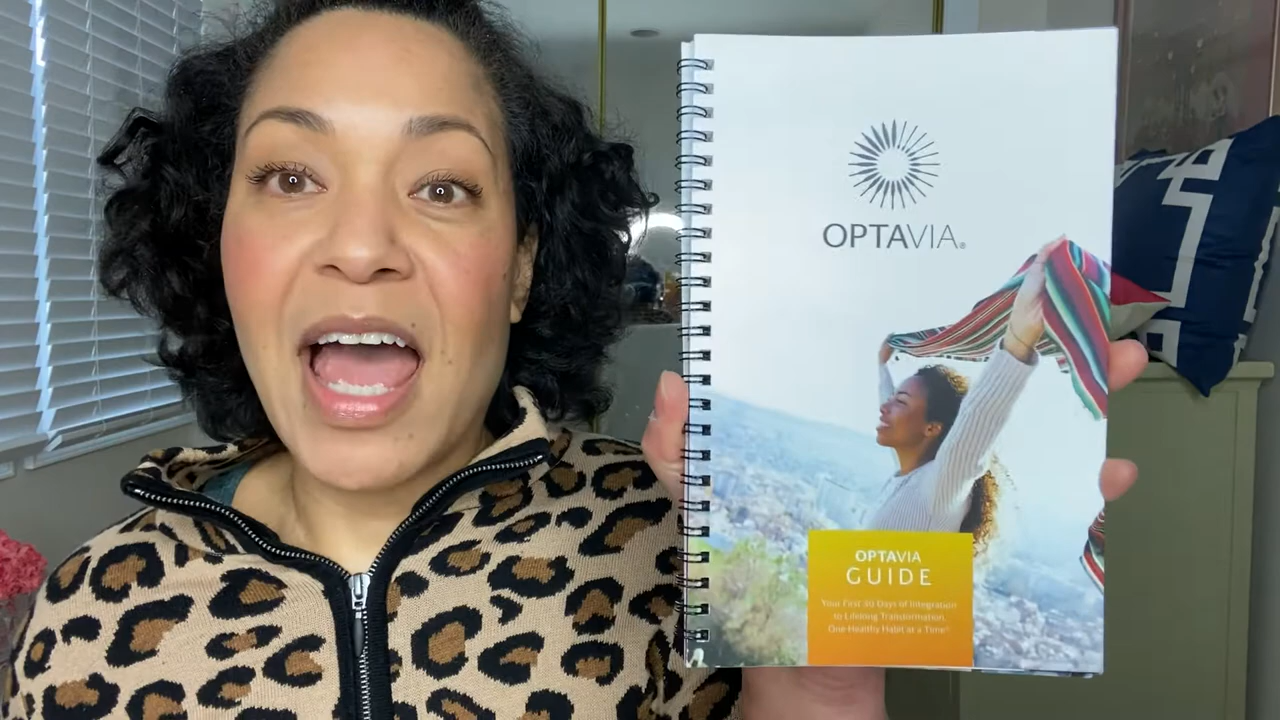 OPTAVIA®
OPTAVIA
GUIDE
Your First 30 Days of Integration
to Lifelong Transformation,
One Healthy Habit at a Time®